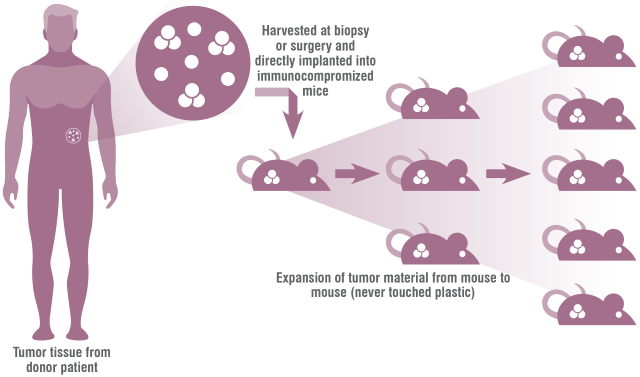 Harvested at biopsy
or surgery and
directly implanted into
immunocompromized
mice
Expansion of tumor material from mouse to
mouse (never touched plastic)
Tumor tissue from
donor patient